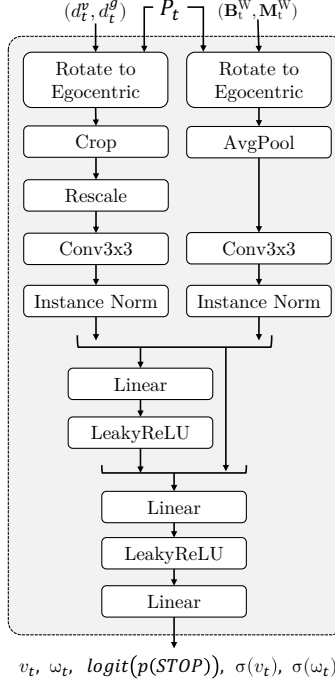 (d_t^v, d_t^g) P_t (B_t^W, M_t^W)
Rotate to Egocentric Rotate to Egocentric
Crop AvgPool
Rescale
Conv3x3 Conv3x3
Instance Norm Instance Norm
Linear
LeakyReLU
Linear
LeakyReLU
Linear
v_t, ω_t, logit(p(STOP)), σ(v_t), σ(ω_t)